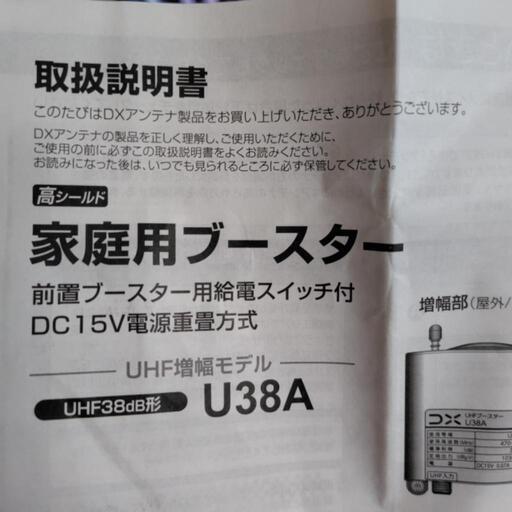 取扱説明書
このたびはDXアンテナ製品をお買い上げいただき、ありがとうございます。
DXアンテナの製品を正しく理解し、ご使用いただくために、
ご使用の前に必ずこの取扱説明書をよくお読みください。
お読みになった後は、いつでも見られるところに必ず保管してください。
高シールド
家庭用ブースター
前置ブースター用給電スイッチ付
DC15V電源重畳方式
UHF増幅モデル
UHF38dB形 U38A
増幅部(屋外/
DX UHFブースター
U38A
UHF入力